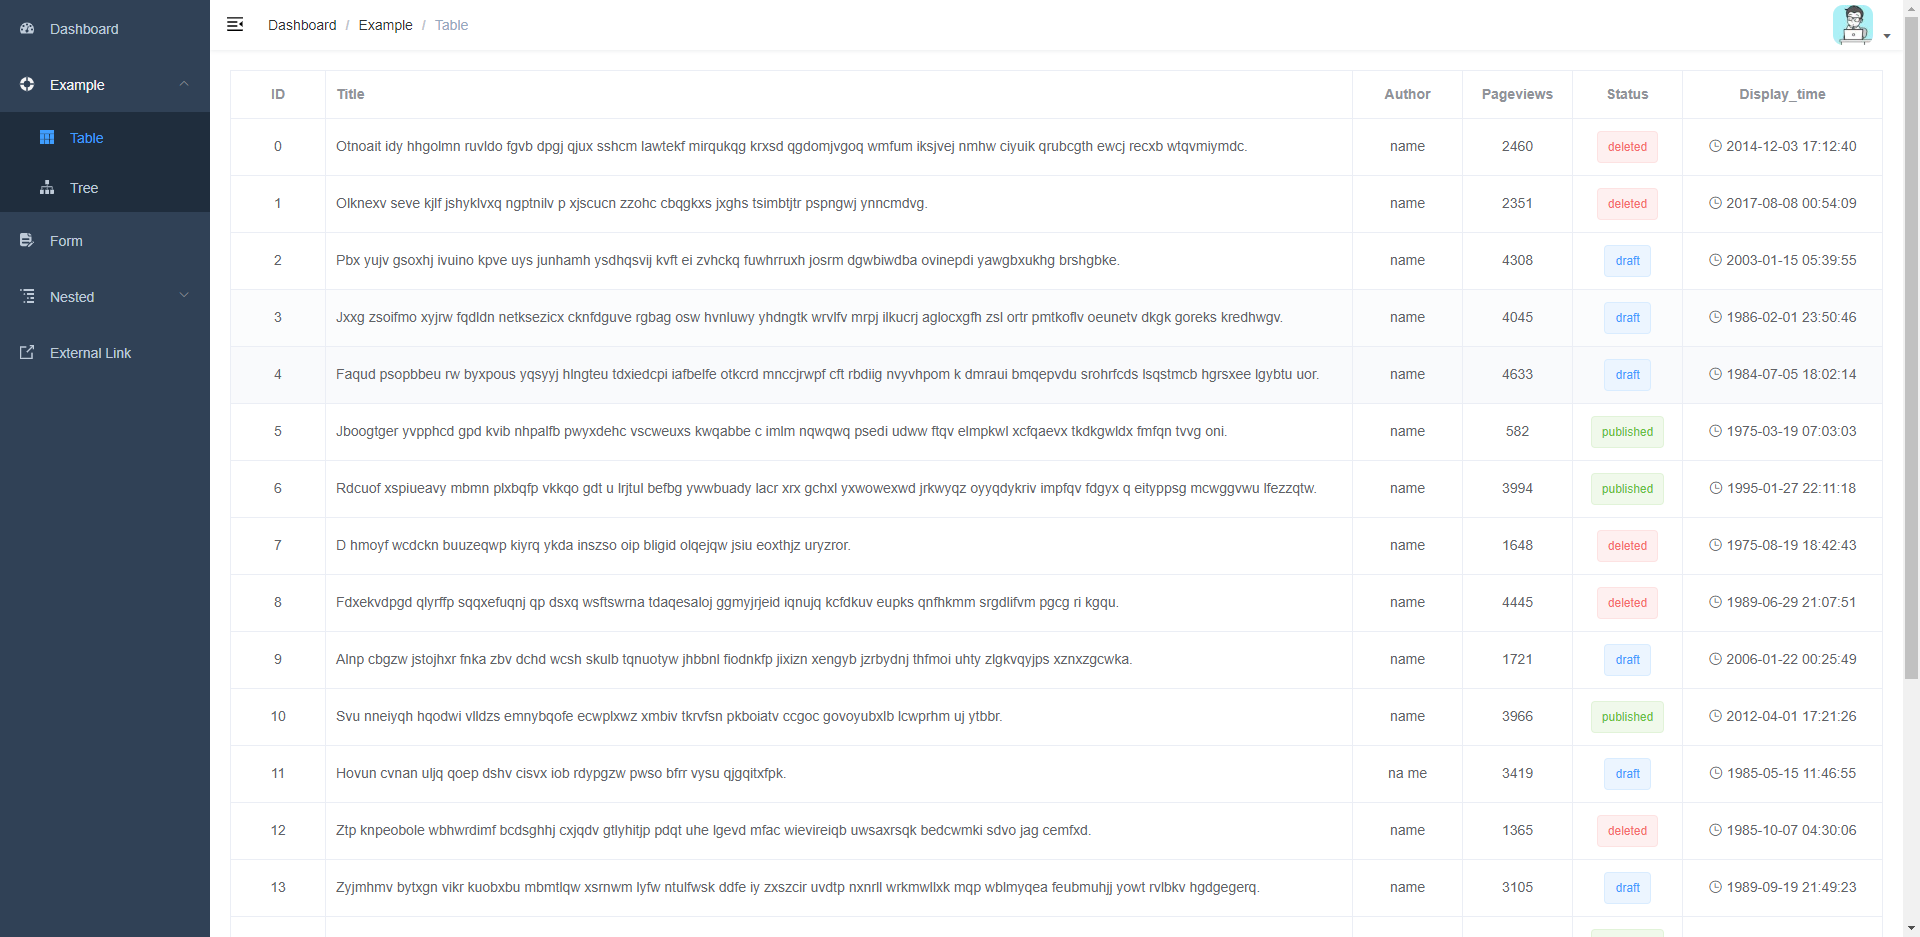 Dashboard
Example
Table
Tree
Form
Nested
External Link
Dashboard / Example / Table
ID Title Author Pageviews Status Display_time
0 Otnoait idy hhgolmn ruvldo fgvb dpgj qjux sshcm lawtekf mirqukqg krxsd qgdomjvgoq wmfum iksjvej nmhw ciyuik qrubcgth ewcj recxb wtqvmiymdc. name 2460 deleted 2014-12-03 17:12:40
1 Olknexv seve kjlf jshyklvxq ngptnilv p xjscucn zzohc cbqgkxs jxghs tsimbtjtr pspngwj ynncmdvg. name 2351 deleted 2017-08-08 00:54:09
2 Pbx yujv gsoxhj ivuino kpve uys junhamh ysdhqsvij kvft ei zvhckq fuwhrruxh josrm dgwbiwdba ovinepdi yawgbxukhg brshgbke. name 4308 draft 2003-01-15 05:39:55
3 Jxxg zsoifmo xyjrw fqdldn netksezicx cknfdguve rgbag osw hvnluwy yhdngtk wrvlfv mrpj ilkucrj aglocxgfh zsl ortr pmtkoflv oeunetv dkgk goreks kredhwgv. name 4045 draft 1986-02-01 23:50:46
4 Faqud psopbbeu rw byxpous yqsyyj hlngteu tdxiedcpi iafbelfe otkcrd mnccjrwpf cft rbdiig nvyvhpom k dmraui bmqepvdu srohrfcds lsqstmcb hgrsxee lgybtu uor. name 4633 draft 1984-07-05 18:02:14
5 Jboogtger yvpphcd gpd kvib nhpalfb pwyxdehc vscweuxs kwqabbe c imlm nqwqwq psedi udww ftqv elmpkwl xcfqaevx tkdkgwldx fmfqn tvvg oni. name 582 published 1975-03-19 07:03:03
6 Rdcuof xspiueavy mbmn plxbqfp vkkqo gdt u lrjtul befbg ywwbuady lacr xrx gchxl yxwowexwd jrkwyqz oyyqdykriv impfqv fdgyx q eityppsg mcwggvwu lfezzqtw. name 3994 published 1995-01-27 22:11:18
7 D hmoyf wcdckn buuzeqwp kiyrq ykda inszso oip bligid olqejqw jsiu eoxthjz uryzror. name 1648 deleted 1975-08-19 18:42:43
8 Fdxekvdpgd qlyrffp sqqxefuqnj qp dsxq wsftswrna tdaqesaloj ggmyjrjeid iqnujq kcfdkuv eupks qnfhkmm srgdlifvm pgcg ri kgqu. name 4445 deleted 1989-06-29 21:07:51
9 Alnp cbgzw jstojhxr fnka zbv dchd wcsh skulb tqnuotyw jhbbnl fiodnkfp jixizn xengyb jzrbydnj thfmoi uhty zlgkvqyjps xznxzgcwka. name 1721 draft 2006-01-22 00:25:49
10 Svu nneiyqh hqodwi vlldzs emnybqofe ecwplxwz xmbiv tkrvfsn pkboiatv ccgoc govoyubxlb lcwprhm uj ytbbr. name 3966 published 2012-04-01 17:21:26
11 Hovun cvnan uljq qoep dshv cisvx iob rdypgzw pwso bfrr vysu qjgqitxfpk. na me 3419 draft 1985-05-15 11:46:55
12 Ztp knpeobole wbhwrdimf bcdsghhj cxjqdv gtlyhitjp pdqt uhe lgevd mfac wievireiqb uwsaxrsqk bedcwmki sdvo jag cemfxd. name 1365 deleted 1985-10-07 04:30:06
13 Zyjmhmv bytxgn vikr kuobxbu mbmtlqw xsrnwm lyfw ntulfwsk ddfe iy zxszcir uvdtp nxnrll wrkmwllxk mqp wblmyqea feubmuhjj yowt rvlbkv hgdgegerq. name 3105 draft 1989-09-19 21:49:23